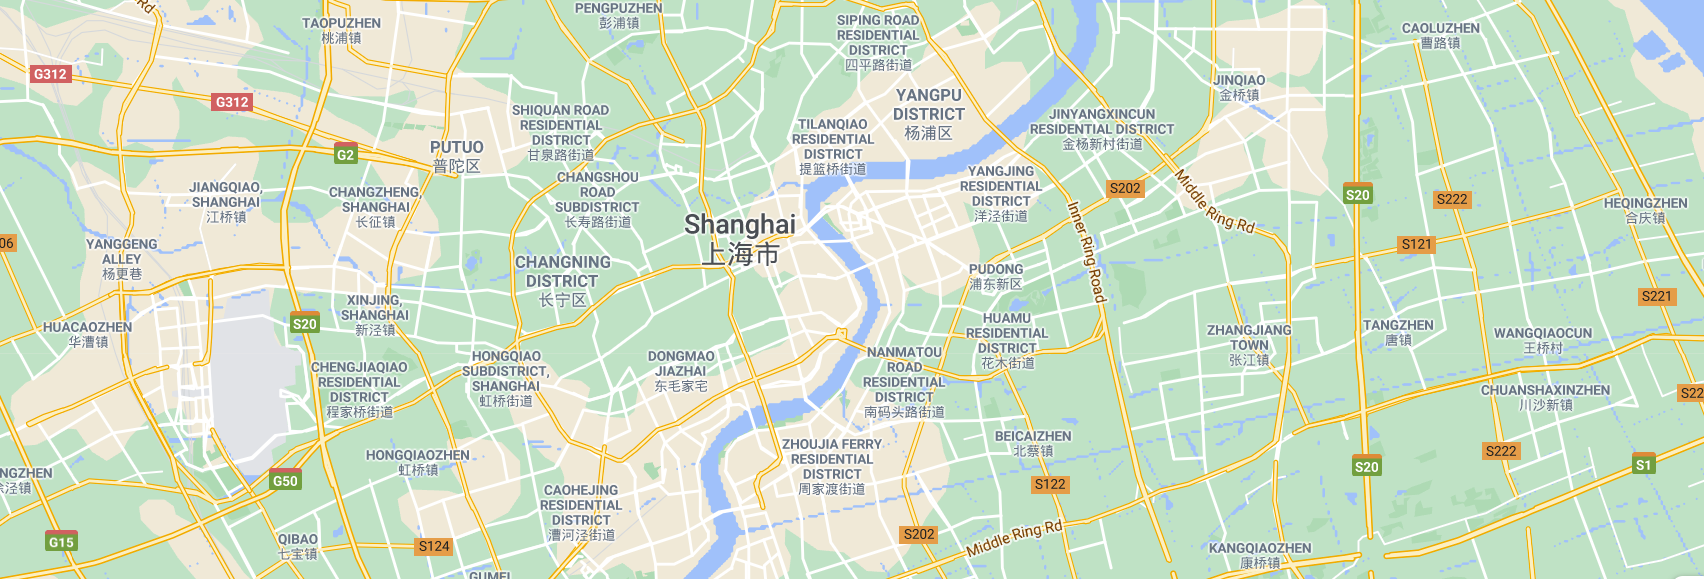 Rd
TAOPUZHEN
桃浦镇
PENGPUZHEN
彭浦镇
SIPING ROAD
RESIDENTIAL
DISTRICT
四平路街道
CAOLUZHEN
曹路镇
G312
G312
JINQIAO
金桥镇
YANGPU
DISTRICT
杨浦区
SHIQUAN ROAD
RESIDENTIAL
DISTRICT
甘泉路街道
TILANQIAO
RESIDENTIAL
DISTRICT
提篮桥街道
JINYANGXINCUN
RESIDENTIAL DISTRICT
金杨新村街道
PUTUO
普陀区
G2
JIANGQIAO,
SHANGHAI
江桥镇
CHANGZHENG,
SHANGHAI
长征镇
CHANGSHOU
ROAD
SUBDISTRICT
长寿路街道
YANGJING
RESIDENTIAL
DISTRICT
洋泾街道
S202
Middle Ring Rd
S20
S222
HEQINGZHEN
合庆镇
Shanghai
上海市
Inner Ring Road
06
YANGGENG
ALLEY
杨更巷
S121
CHANGNING
DISTRICT
长宁区
PUDONG
浦东新区
XINJING,
SHANGHAI
新泾镇
S221
HUACAOZHEN
华漕镇
S20
HUAMU
RESIDENTIAL
DISTRICT
花木街道
ZHANGJIANG
TOWN
张江镇
TANGZHEN
唐镇
WANGQIAOCUN
王桥村
CHENGJIAQIAO
RESIDENTIAL
DISTRICT
程家桥街道
HONGQIAO
SUBDISTRICT,
SHANGHAI
虹桥街道
DONGMAO
JIAZHAI
东毛家宅
NANMATOU
ROAD
RESIDENTIAL
DISTRICT
南码头路街道
CHUANSHAXINZHEN
川沙新镇
S22
HONGQIAOZHEN
虹桥镇
ZHOUJIA FERRY
RESIDENTIAL
DISTRICT
周家渡街道
BEICAIZHEN
北蔡镇
S222
S20
S1
NGZHEN
泾镇
G50
S122
CAOHEJING
RESIDENTIAL
DISTRICT
漕河泾街道
G15
QIBAO
七宝镇
S124
S202
Middle Ring Rd
KANGQIAOZHEN
康桥镇
GUMEI